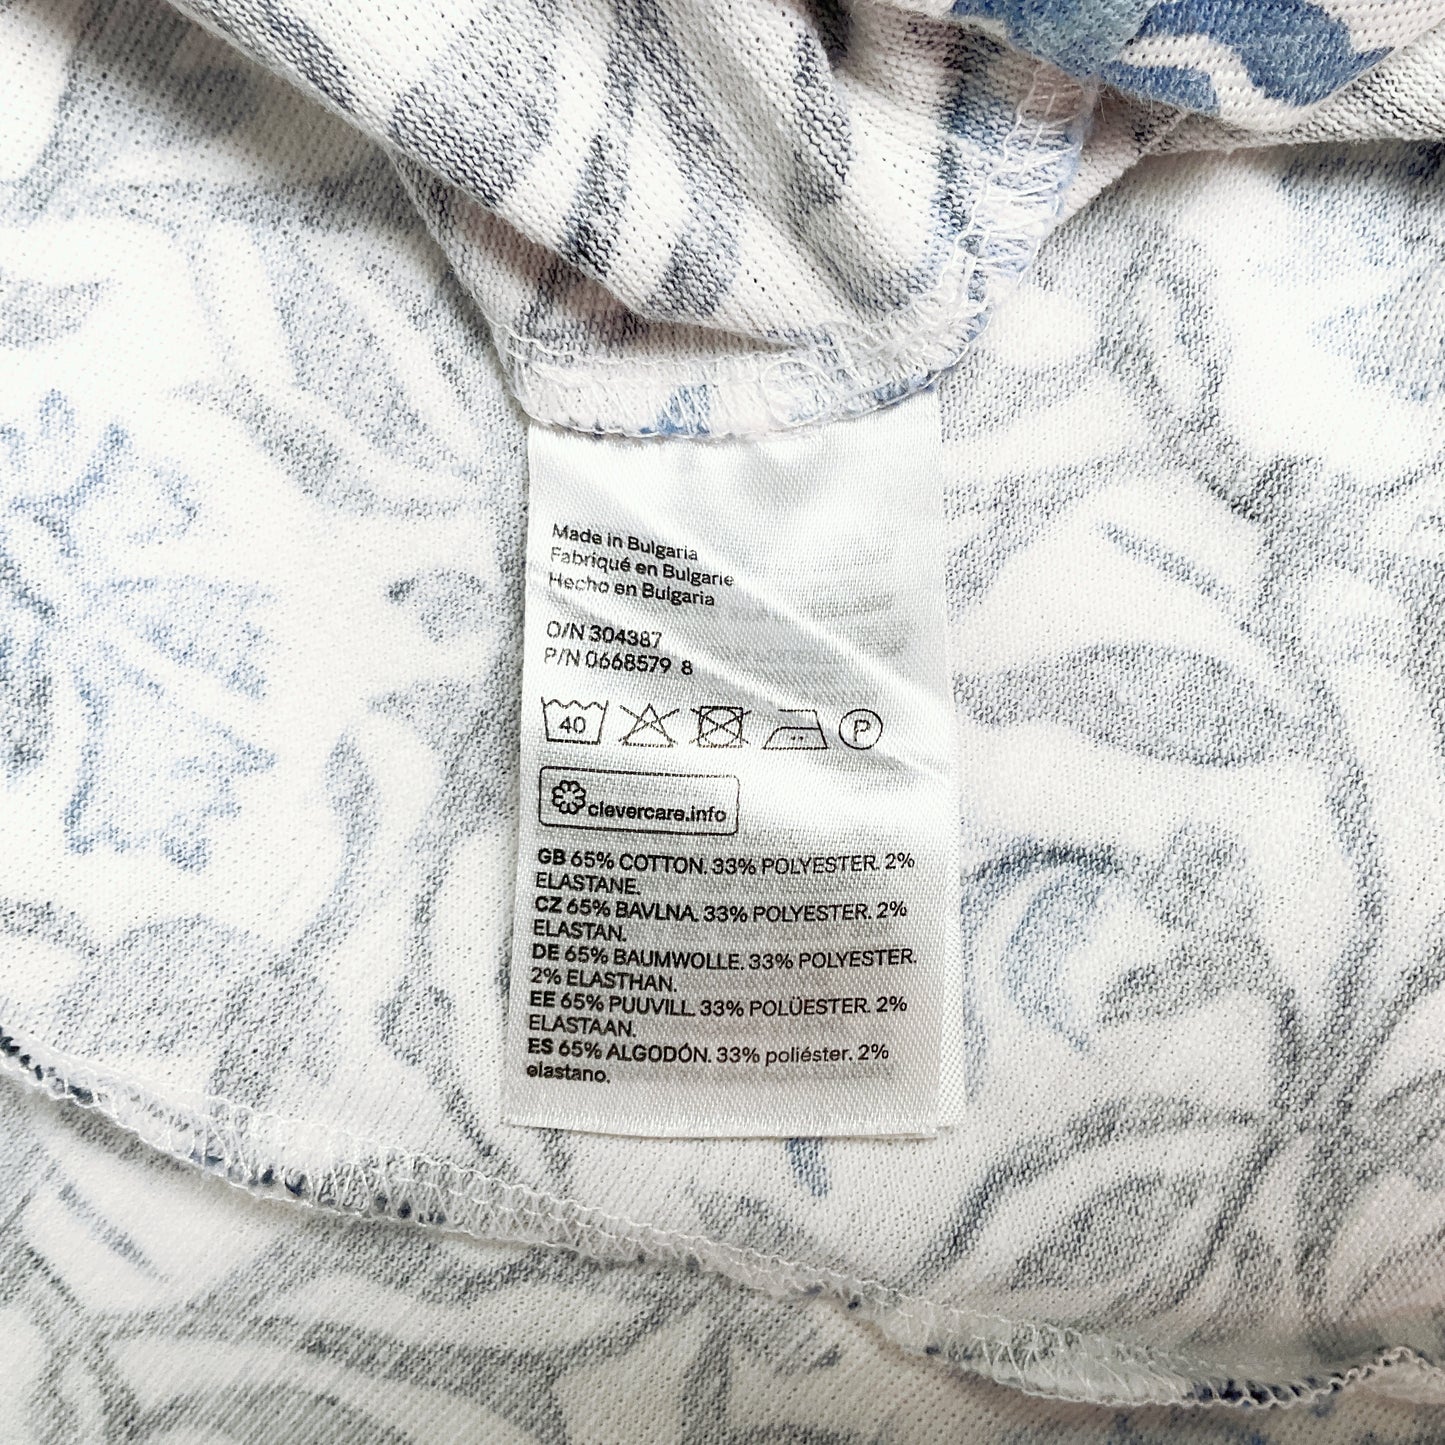 Made in Bulgaria
Fabriqué en Bulgarie
Hecho en Bulgaria
O/N 304387
P/N 0668579 8
40 P
clevercare.info
GB 65% COTTON. 33% POLYESTER. 2%
ELASTANE.
CZ 65% BAVLNA. 33% POLYESTER. 2%
ELASTAN.
DE 65% BAUMWOLLE. 33% POLYESTER.
2% ELASTHAN.
EE 65% PUUVILL. 33% POLÜESTER. 2%
ELASTAAN.
ES 65% ALGODÓN. 33% poliéster. 2%
elastano.